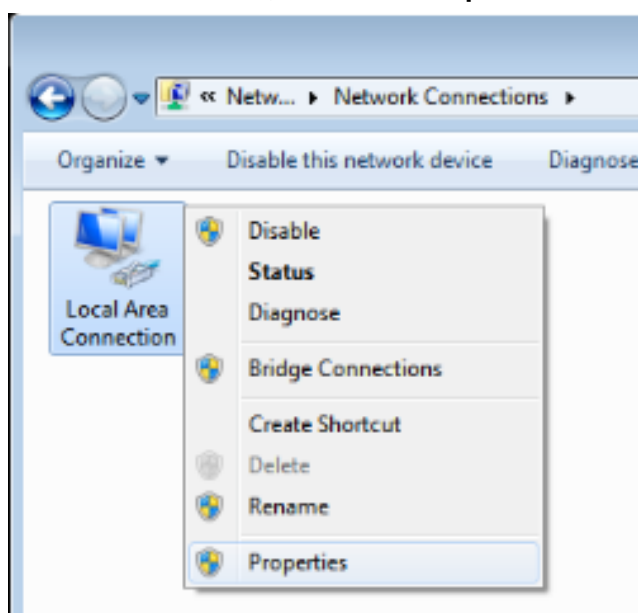 « Netw... ▸ Network Connections ▸
Organize ▾ Disable this network device Diagnose
Local Area
Connection
Disable
Status
Diagnose
Bridge Connections
Create Shortcut
Delete
Rename
Properties